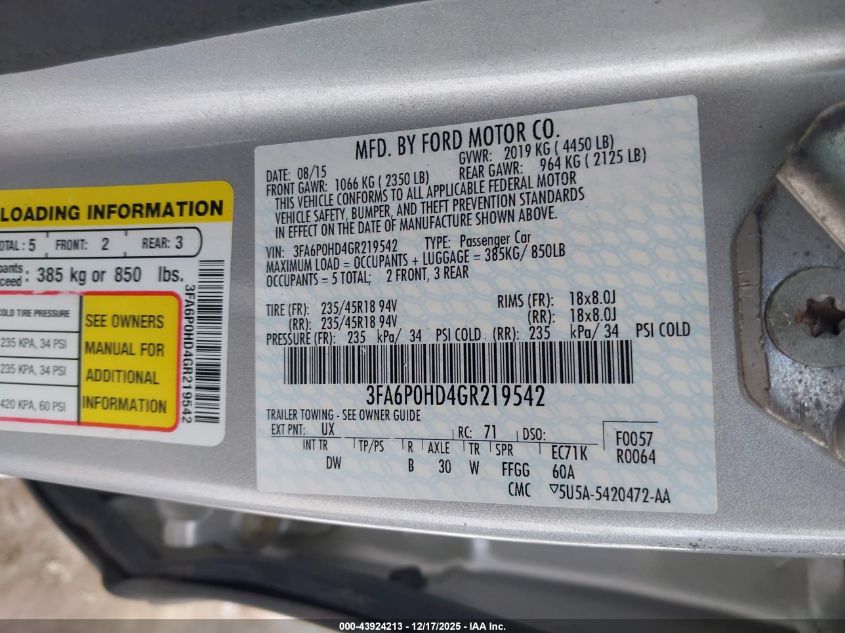 LOADING INFORMATION
TOTAL: 5 FRONT: 2 REAR: 3
385 kg or 850 lbs.
COLD TIRE PRESSURE
235 KPA, 34 PSI
235 KPA, 34 PSI
420 KPA, 60 PSI
SEE OWNERS
MANUAL FOR
ADDITIONAL
INFORMATION
3FA6P0HD4GR219542
MFD. BY FORD MOTOR CO.
DATE: 08/15 GVWR: 2019 KG ( 4450 LB)
FRONT GAWR: 1066 KG ( 2350 LB) REAR GAWR: 964 KG ( 2125 LB)
THIS VEHICLE CONFORMS TO ALL APPLICABLE FEDERAL MOTOR
VEHICLE SAFETY, BUMPER, AND THEFT PREVENTION STANDARDS
IN EFFECT ON THE DATE OF MANUFACTURE SHOWN ABOVE.
VIN: 3FA6P0HD4GR219542 TYPE: Passenger Car
MAXIMUM LOAD = OCCUPANTS + LUGGAGE = 385KG/ 850LB
OCCUPANTS = 5 TOTAL; 2 FRONT, 3 REAR
TIRE (FR): 235/45R18 94V RIMS (FR): 18x8.0J
(RR): 235/45R18 94V (RR): 18x8.0J
PRESSURE (FR): 235 kPa/ 34 PSI COLD (RR): 235 kPa/ 34 PSI COLD
3FA6P0HD4GR219542
TRAILER TOWING - SEE OWNER GUIDE
EXT PNT: UX RC: 71 DSO: F0057
INT TR TP/PS R AXLE TR SPR EC71K R0064
DW B 30 W FFGG 60A
CMC ▽5U5A-5420472-AA
000-43924213 - 12/17/2025 - IAA Inc.